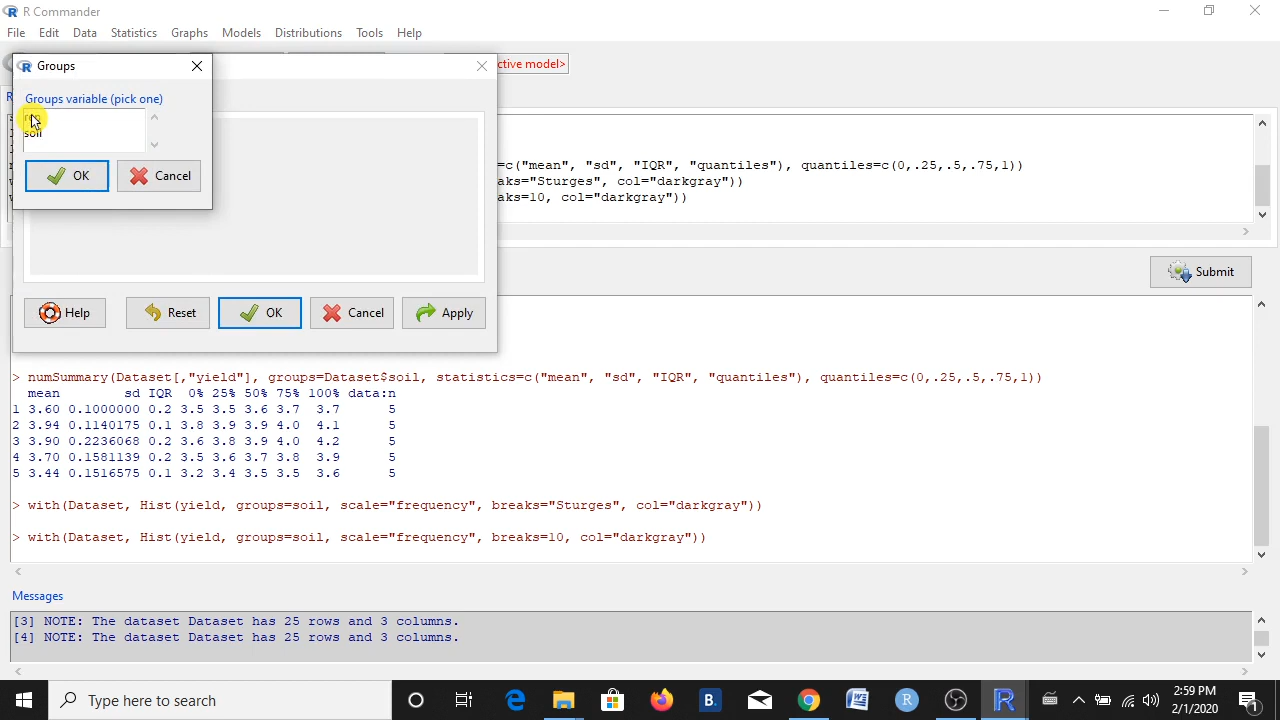 R Commander
File Edit Data Statistics Graphs Models Distributions Tools Help
Groups
ctive model>
Groups variable (pick one)
soil
OK Cancel
=c("mean", "sd", "IQR", "quantiles"), quantiles=c(0,.25,.5,.75,1))
aks="Sturges", col="darkgray"))
aks=10, col="darkgray"))
Submit
Help Reset OK Cancel Apply
> numSummary(Dataset[,"yield"], groups=Dataset$soil, statistics=c("mean", "sd", "IQR", "quantiles"), quantiles=c(0,.25,.5,.75,1))
mean sd IQR 0% 25% 50% 75% 100% data:n
1 3.60 0.1000000 0.2 3.5 3.5 3.6 3.7 3.7 5
2 3.94 0.1140175 0.1 3.8 3.9 3.9 4.0 4.1 5
3 3.90 0.2236068 0.2 3.6 3.8 3.9 4.0 4.2 5
4 3.70 0.1581139 0.2 3.5 3.6 3.7 3.8 3.9 5
5 3.44 0.1516575 0.1 3.2 3.4 3.5 3.5 3.6 5
> with(Dataset, Hist(yield, groups=soil, scale="frequency", breaks="Sturges", col="darkgray"))
> with(Dataset, Hist(yield, groups=soil, scale="frequency", breaks=10, col="darkgray"))
Messages
[3] NOTE: The dataset Dataset has 25 rows and 3 columns.
[4] NOTE: The dataset Dataset has 25 rows and 3 columns.
Type here to search
2:59 PM
2/1/2020